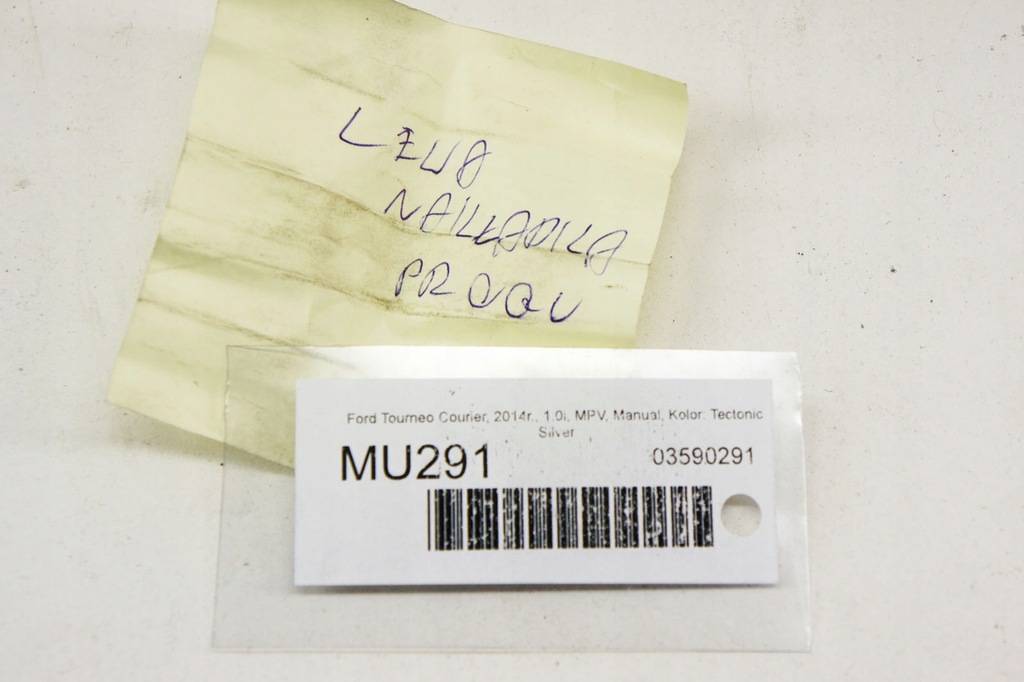 LEWA
NAKŁADKA
PROGU
Ford Tourneo Courier, 2014r., 1.0i, MPV, Manual, Kolor: Tectonic
Silver
MU291
03590291